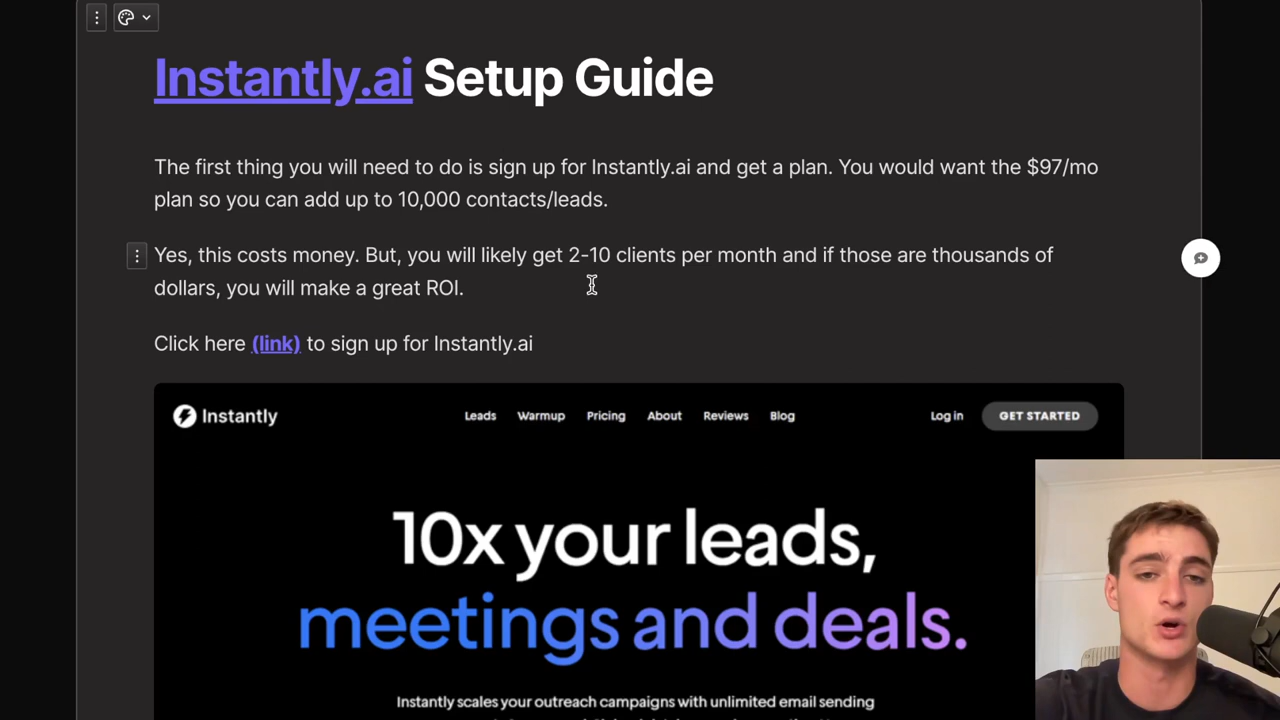 Instantly.ai Setup Guide
The first thing you will need to do is sign up for Instantly.ai and get a plan. You would want the $97/mo
plan so you can add up to 10,000 contacts/leads.
Yes, this costs money. But, you will likely get 2-10 clients per month and if those are thousands of
dollars, you will make a great ROI.
Click here (link) to sign up for Instantly.ai
Instantly Leads Warmup Pricing About Reviews Blog Log in GET STARTED
10x your leads,
meetings and deals.
Instantly scales your outreach campaigns with unlimited email sending